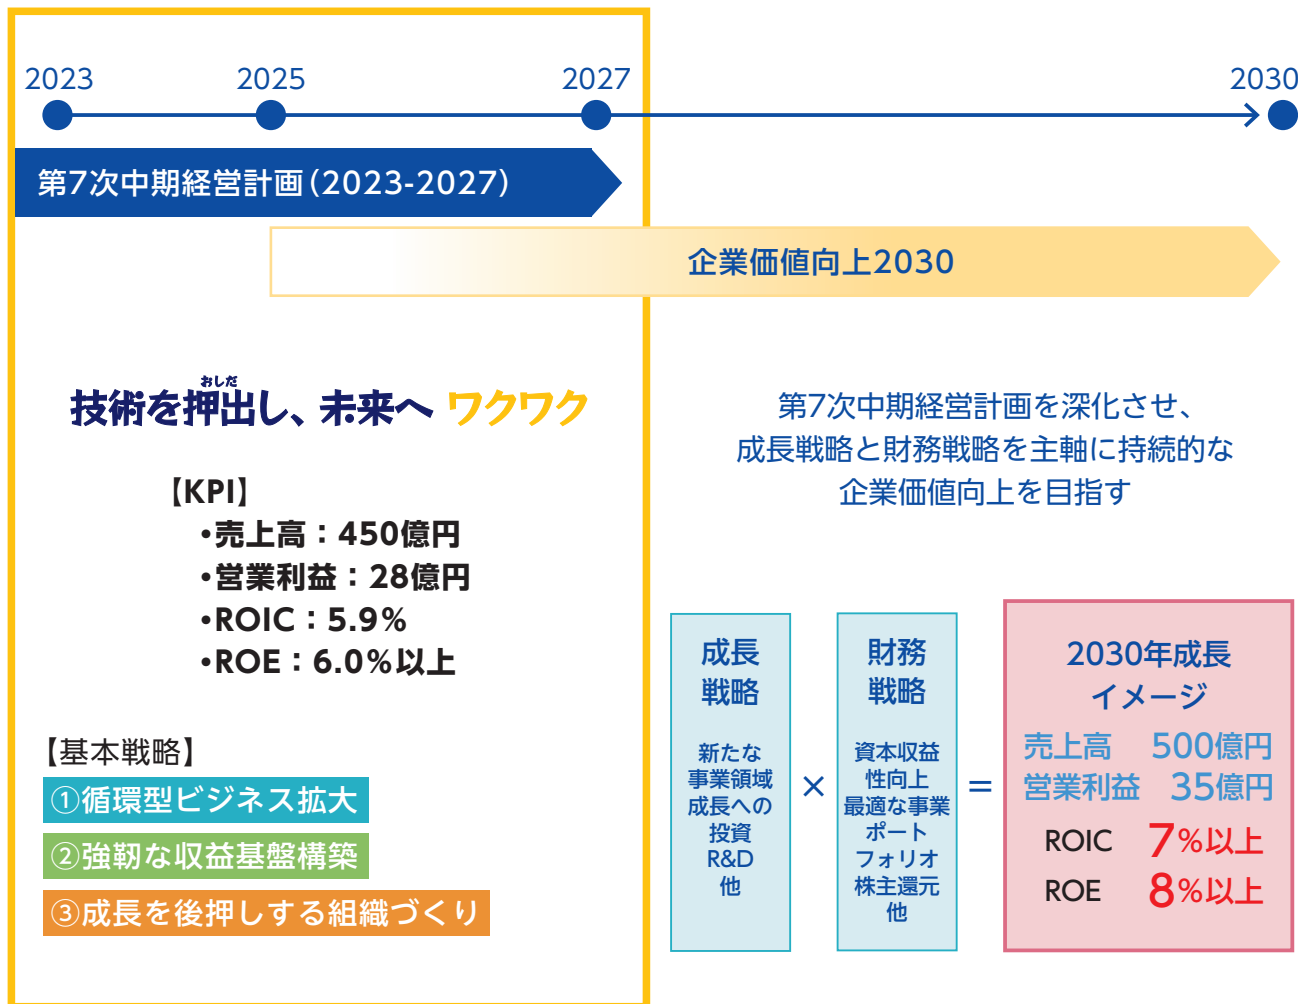 2023
2025
2027
2030
第7次中期経営計画(2023-2027)
企業価値向上2030
おしだ
技術を押出し、未来へ ワクワク
【KPI】
•売上高：450億円
•営業利益：28億円
•ROIC：5.9%
•ROE：6.0%以上
【基本戦略】
①循環型ビジネス拡大
②強靭な収益基盤構築
③成長を後押しする組織づくり
第7次中期経営計画を深化させ、
成長戦略と財務戦略を主軸に持続的な
企業価値向上を目指す
成長
戦略
新たな
事業領域
成長への
投資
R&D
他
×
財務
戦略
資本収益
性向上
最適な事業
ポート
フォリオ
株主還元
他
=
2030年成長
イメージ
売上高 500億円
営業利益 35億円
ROIC 7%以上
ROE 8%以上